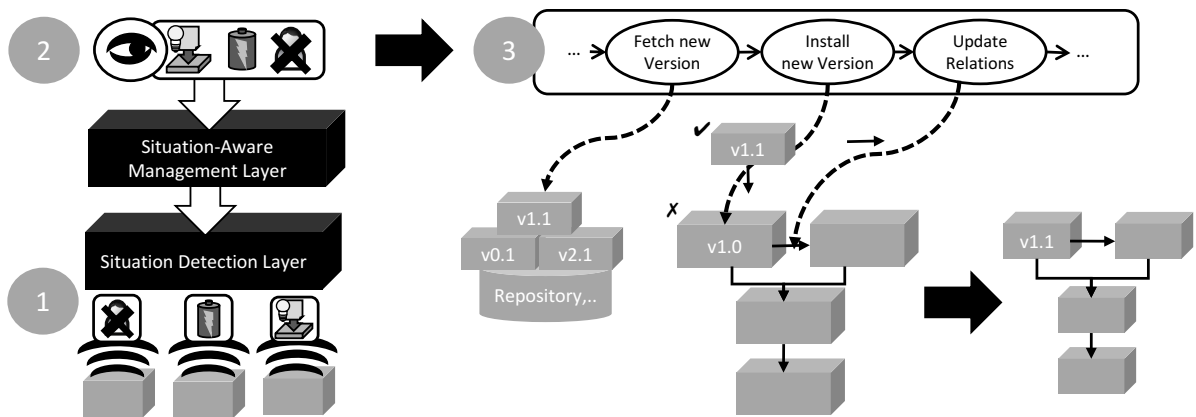 2
3
...
Fetch new
Version
Install
new Version
Update
Relations
...
Situation-Aware
Management Layer
✔
v1.1
v1.1
v0.1
v2.1
Repository,..
✗
v1.0
v1.1
Situation Detection Layer
1